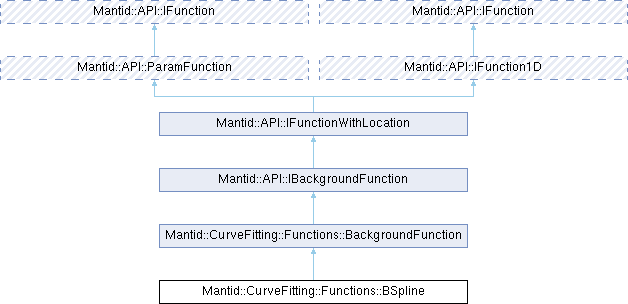 Mantid::API::IFunction
Mantid::API::IFunction
Mantid::API::ParamFunction
Mantid::API::IFunction1D
Mantid::API::IFunctionWithLocation
Mantid::API::IBackgroundFunction
Mantid::CurveFitting::Functions::BackgroundFunction
Mantid::CurveFitting::Functions::BSpline